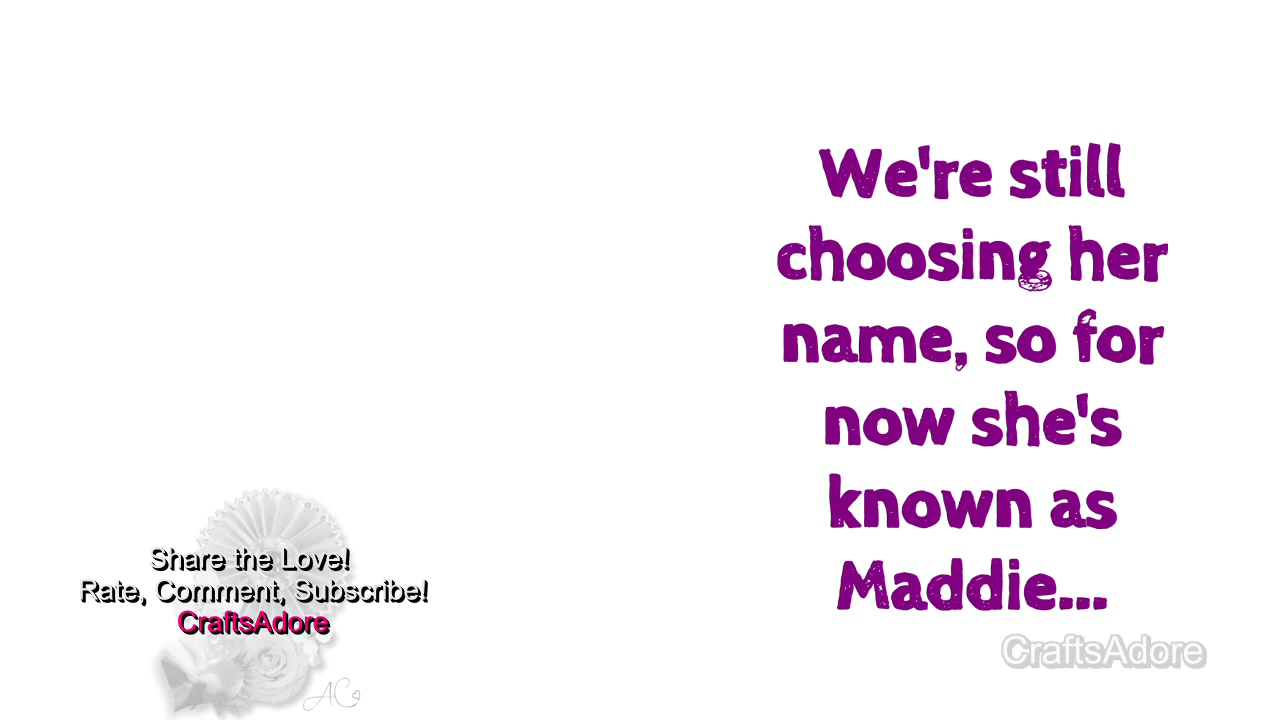 We're still
choosing her
name, so for
now she's
known as
Maddie...
Share the Love!
Rate, Comment, Subscribe!
CraftsAdore
AC
CraftsAdore